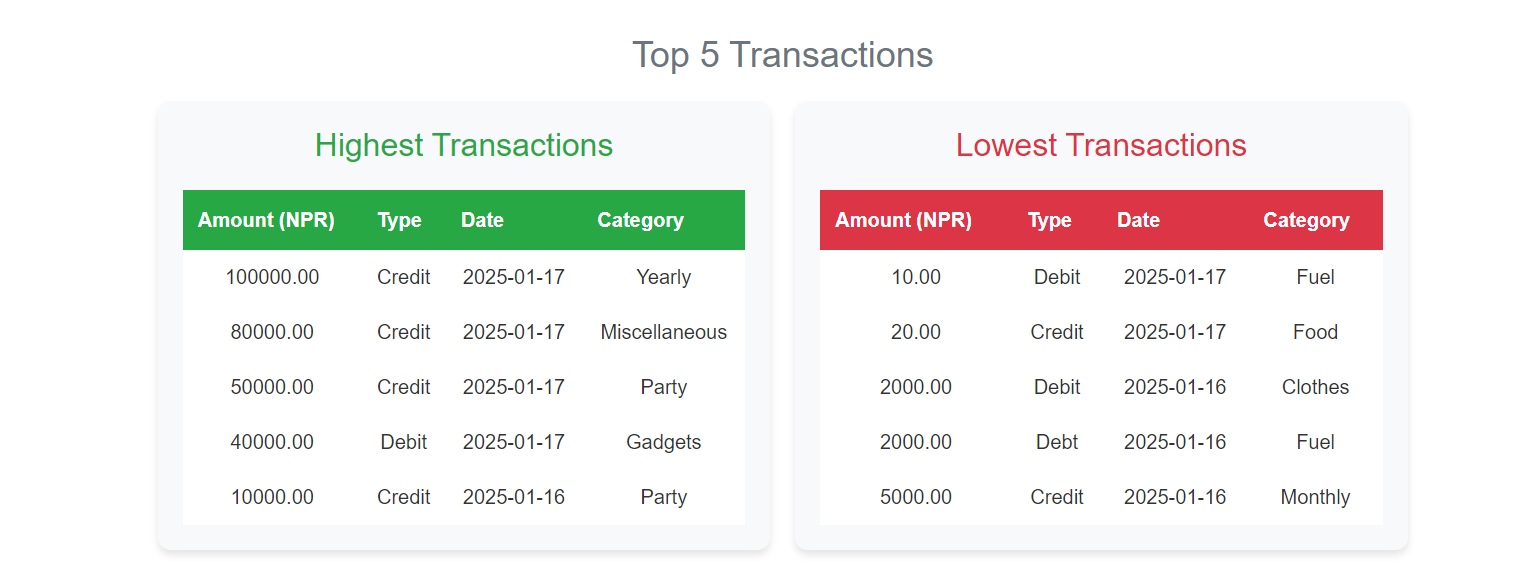 Top 5 Transactions
Highest Transactions
Amount (NPR) Type Date Category
100000.00 Credit 2025-01-17 Yearly
80000.00 Credit 2025-01-17 Miscellaneous
50000.00 Credit 2025-01-17 Party
40000.00 Debit 2025-01-17 Gadgets
10000.00 Credit 2025-01-16 Party
Lowest Transactions
Amount (NPR) Type Date Category
10.00 Debit 2025-01-17 Fuel
20.00 Credit 2025-01-17 Food
2000.00 Debit 2025-01-16 Clothes
2000.00 Debt 2025-01-16 Fuel
5000.00 Credit 2025-01-16 Monthly